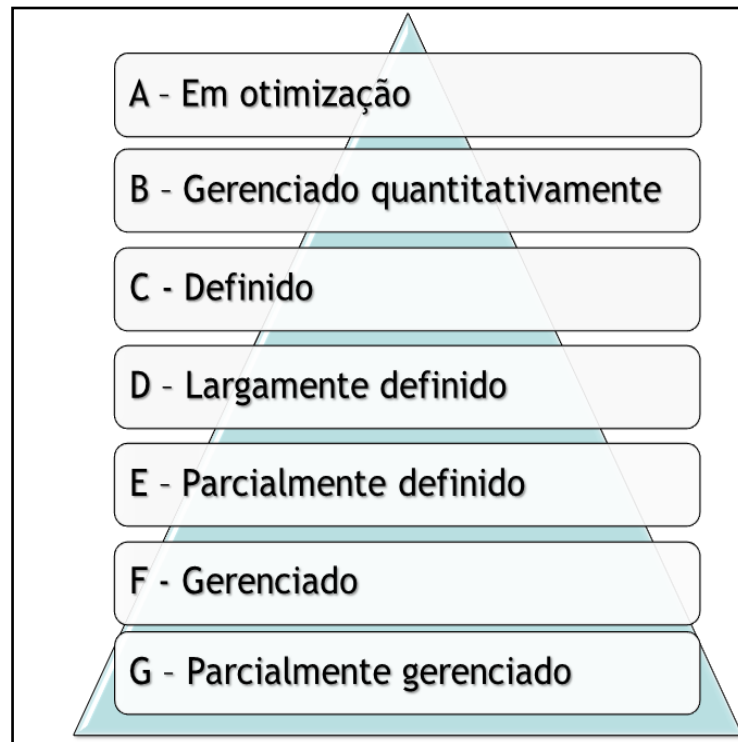 A – Em otimização
B – Gerenciado quantitativamente
C - Definido
D – Largamente definido
E – Parcialmente definido
F - Gerenciado
G – Parcialmente gerenciado